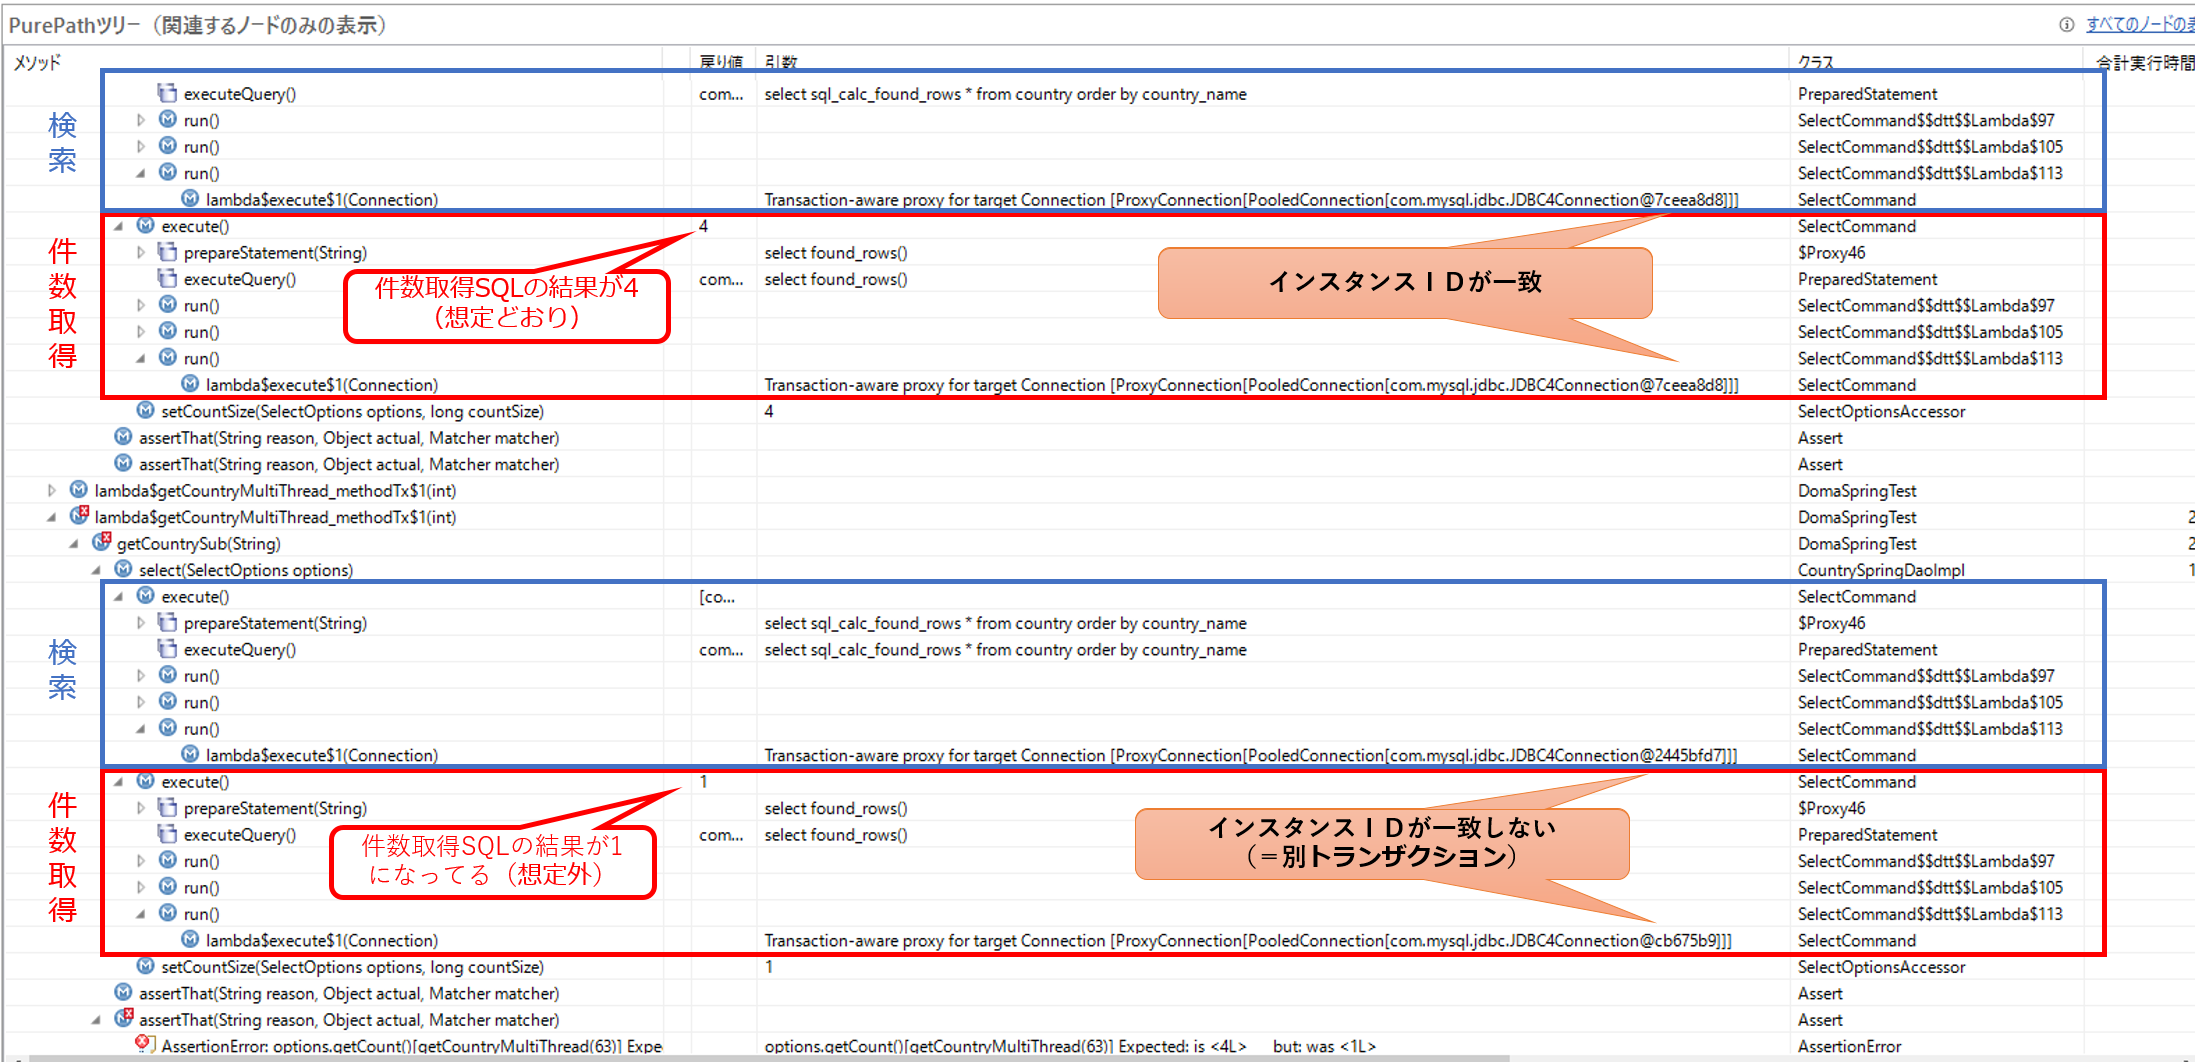 PurePathツリー（関連するノードのみの表示）
すべてのノードの表
メソッド 戻り値 引数 クラス 合計実行時間
executeQuery() com... select sql_calc_found_rows * from country order by country_name PreparedStatement
検索
run() SelectCommand$$dtt$$Lambda$97
run() SelectCommand$$dtt$$Lambda$105
run() SelectCommand$$dtt$$Lambda$113
lambda$execute$1(Connection) Transaction-aware proxy for target Connection [ProxyConnection[PooledConnection[com.mysql.jdbc.JDBC4Connection@7ceea8d8]]] SelectCommand
件数取得
execute() 4 SelectCommand
prepareStatement(String) select found_rows() $Proxy46
executeQuery() com... select found_rows() PreparedStatement
件数取得SQLの結果が4
（想定どおり）
インスタンスＩＤが一致
run() SelectCommand$$dtt$$Lambda$97
run() SelectCommand$$dtt$$Lambda$105
run() SelectCommand$$dtt$$Lambda$113
lambda$execute$1(Connection) Transaction-aware proxy for target Connection [ProxyConnection[PooledConnection[com.mysql.jdbc.JDBC4Connection@7ceea8d8]]] SelectCommand
setCountSize(SelectOptions options, long countSize) 4 SelectOptionsAccessor
assertThat(String reason, Object actual, Matcher matcher) Assert
assertThat(String reason, Object actual, Matcher matcher) Assert
lambda$getCountryMultiThread_methodTx$1(int) DomaSpringTest
lambda$getCountryMultiThread_methodTx$1(int) DomaSpringTest 2
getCountrySub(String) DomaSpringTest 2
select(SelectOptions options) CountrySpringDaoImpl 1
execute() [co... SelectCommand
prepareStatement(String) select sql_calc_found_rows * from country order by country_name $Proxy46
executeQuery() com... select sql_calc_found_rows * from country order by country_name PreparedStatement
検索
run() SelectCommand$$dtt$$Lambda$97
run() SelectCommand$$dtt$$Lambda$105
run() SelectCommand$$dtt$$Lambda$113
lambda$execute$1(Connection) Transaction-aware proxy for target Connection [ProxyConnection[PooledConnection[com.mysql.jdbc.JDBC4Connection@2445bfd7]]] SelectCommand
件数取得
execute() 1 SelectCommand
prepareStatement(String) select found_rows() $Proxy46
executeQuery() com... select found_rows() PreparedStatement
件数取得SQLの結果が1
になってる（想定外）
インスタンスＩＤが一致しない
（＝別トランザクション）
run() SelectCommand$$dtt$$Lambda$97
run() SelectCommand$$dtt$$Lambda$105
run() SelectCommand$$dtt$$Lambda$113
lambda$execute$1(Connection) Transaction-aware proxy for target Connection [ProxyConnection[PooledConnection[com.mysql.jdbc.JDBC4Connection@cb675b9]]] SelectCommand
setCountSize(SelectOptions options, long countSize) 1 SelectOptionsAccessor
assertThat(String reason, Object actual, Matcher matcher) Assert
assertThat(String reason, Object actual, Matcher matcher) Assert
AssertionError: options.getCount()[getCountryMultiThread(63)] Expe options.getCount()[getCountryMultiThread(63)] Expected: is <4L> but: was <1L> AssertionError